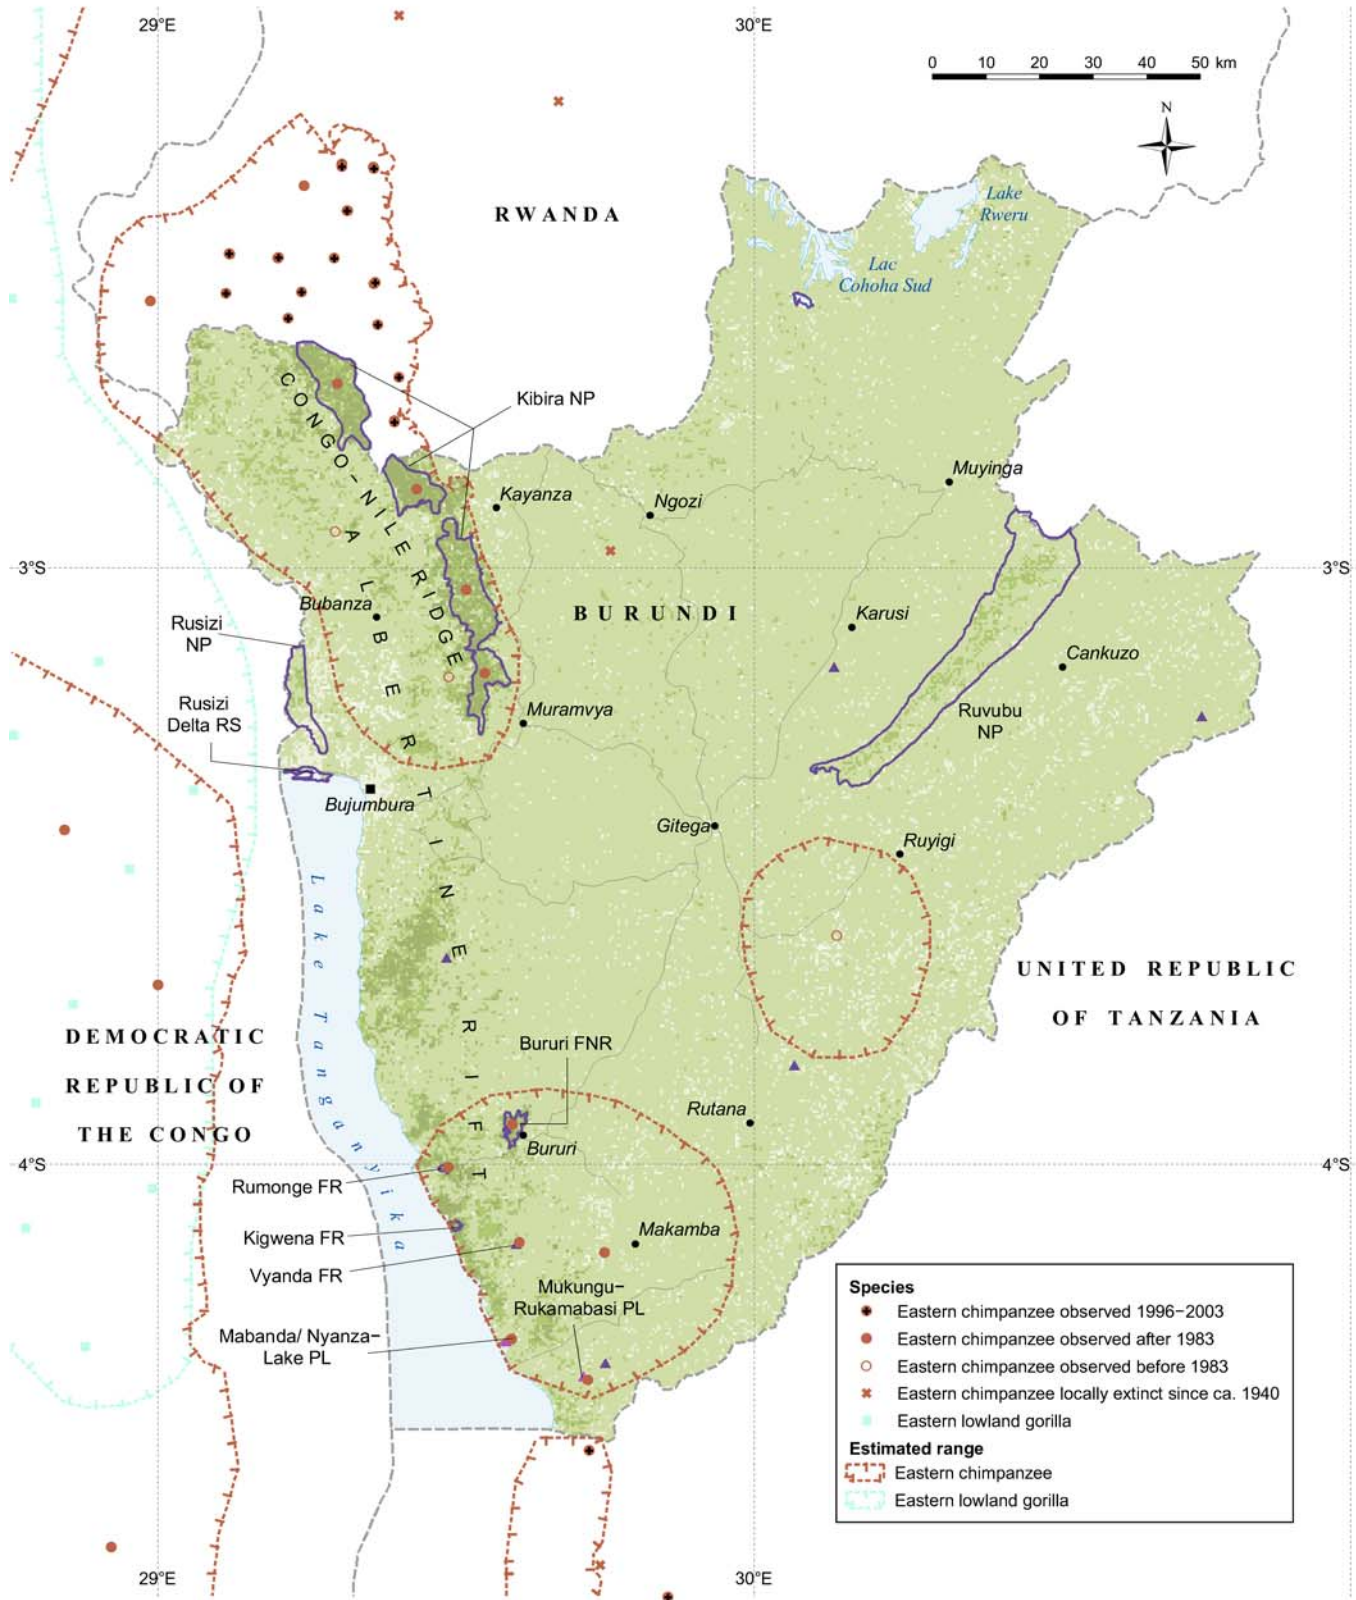 29°E
30°E
0 10 20 30 40 50 km
N
Lake
Rweru
RWANDA
Lac
Cohoha Sud
CONGO-NILE RIDGE
Kibira NP
Muyinga
Kayanza
Ngozi
3°S
3°S
ALBERTINE RIFT
Bubanza
BURUNDI
Karusi
Rusizi
NP
Cankuzo
Rusizi
Delta RS
Muramvya
Ruvubu
NP
Bujumbura
Gitega
Ruyigi
Lake Tanganyika
UNITED REPUBLIC
OF TANZANIA
DEMOCRATIC
REPUBLIC OF
THE CONGO
Bururi FNR
Rutana
Bururi
4°S
4°S
Rumonge FR
Kigwena FR
Makamba
Vyanda FR
Mukungu-
Rukamabasi PL
Mabanda/ Nyanza-
Lake PL
Species
Eastern chimpanzee observed 1996-2003
Eastern chimpanzee observed after 1983
Eastern chimpanzee observed before 1983
Eastern chimpanzee locally extinct since ca. 1940
Eastern lowland gorilla
Estimated range
Eastern chimpanzee
Eastern lowland gorilla
29°E
30°E